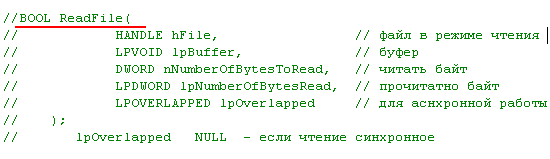 //BOOL ReadFile(
// HANDLE hFile, // файл в режиме чтения
// LPVOID lpBuffer, // буфер
// DWORD nNumberOfBytesToRead, // читать байт
// LPDWORD lpNumberOfBytesRead, // прочитатно байт
// LPOVERLAPPED lpOverlapped // для аснхронной работы
// );
// lpOverlapped NULL - если чтение синхронное